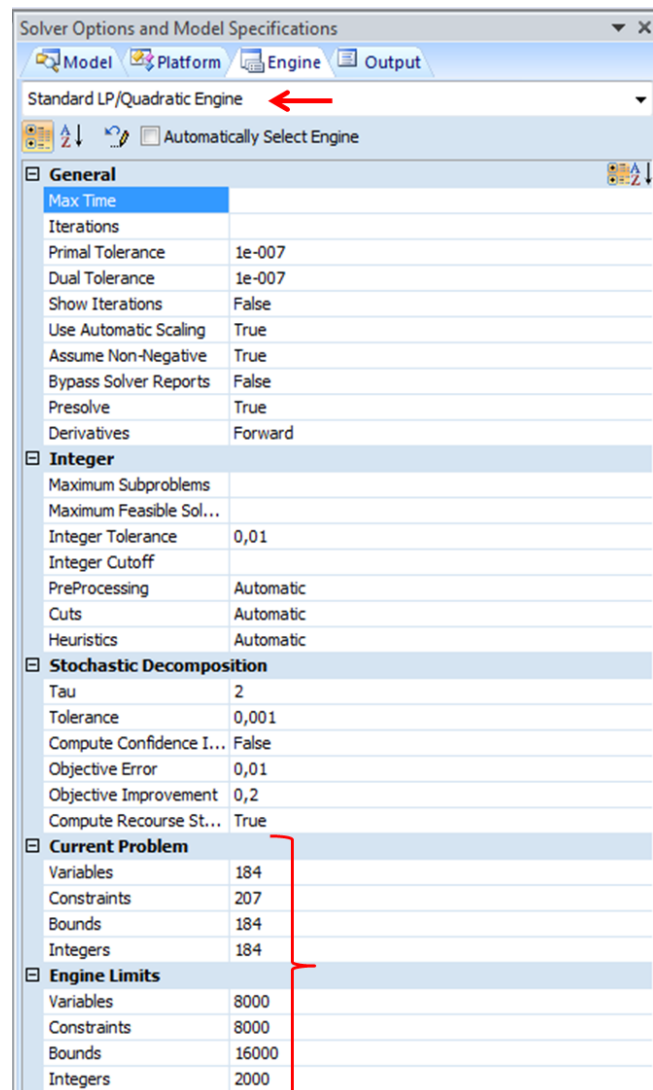 Solver Options and Model Specifications
Model Platform Engine Output
Standard LP/Quadratic Engine
Automatically Select Engine
General
Max Time
Iterations
Primal Tolerance 1e-007
Dual Tolerance 1e-007
Show Iterations False
Use Automatic Scaling True
Assume Non-Negative True
Bypass Solver Reports False
Presolve True
Derivatives Forward
Integer
Maximum Subproblems
Maximum Feasible Sol...
Integer Tolerance 0,01
Integer Cutoff
PreProcessing Automatic
Cuts Automatic
Heuristics Automatic
Stochastic Decomposition
Tau 2
Tolerance 0,001
Compute Confidence I... False
Objective Error 0,01
Objective Improvement 0,2
Compute Recourse St... True
Current Problem
Variables 184
Constraints 207
Bounds 184
Integers 184
Engine Limits
Variables 8000
Constraints 8000
Bounds 16000
Integers 2000